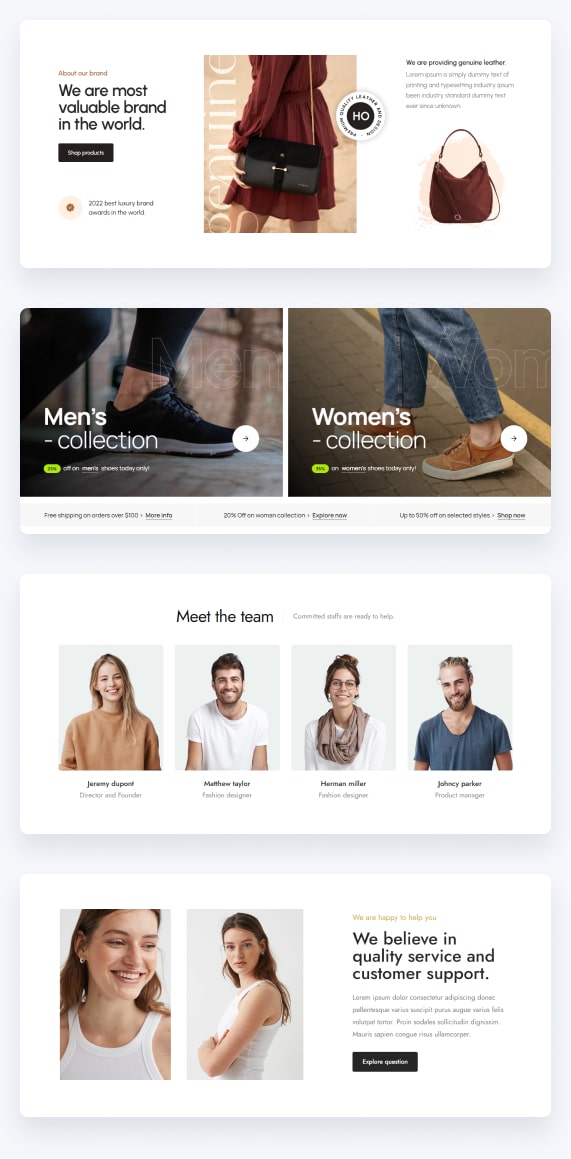 About our brand
We are most
valuable brand
in the world.
Shop products
2022 best luxury brand
awards in the world.
genuine
PREMIUM QUALITY LEATHER AND DESIGN
HO
We are providing genuine leather.
Lorem ipsum is simply dummy text of
printing and typesetting industry ipsum
been industry standard dummy text
ever since unknown.
Men
Men's
- collection
25% off on men's shoes today only!
Wom
Women's
- collection
35% on women's shoes today only!
Free shipping on orders over $100 › More info
20% Off on woman collection › Explore now
Up to 50% off on selected styles › Shop now
Meet the team
Committed staffs are ready to help.
Jeremy dupont
Director and Founder
Matthew taylor
Fashion designer
Herman miller
Fashion designer
Johncy parker
Product manager
We are happy to help you
We believe in
quality service and
customer support.
Lorem ipsum dolor consectetur adipiscing donec
pellentesque varius suscipit purus augue varius felis
volutpat tortor. Proin sodales sollicitudin dignissim.
Mauris sapien congue risus ullamcorper.
Explore question